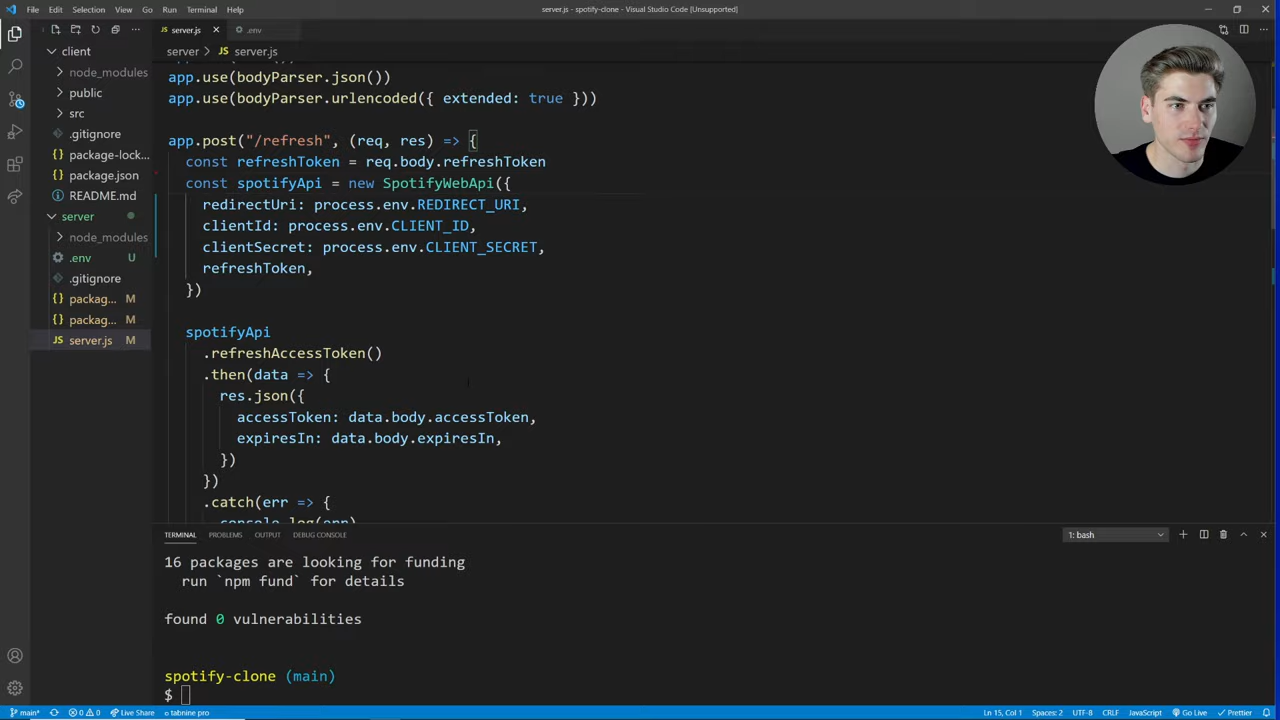 File Edit Selection View Go Run Terminal Help
server.js - spotify-clone - Visual Studio Code [Unsupported]
server.js
.env
client
node_modules
public
src
.gitignore
package-lock...
package.json
README.md
server
node_modules
.env U
.gitignore
packag... M
packag... M
server.js M
server > server.js
app.use(bodyParser.json())
app.use(bodyParser.urlencoded({ extended: true }))
app.post("/refresh", (req, res) => {
const refreshToken = req.body.refreshToken
const spotifyApi = new SpotifyWebApi({
redirectUri: process.env.REDIRECT_URI,
clientId: process.env.CLIENT_ID,
clientSecret: process.env.CLIENT_SECRET,
refreshToken,
})
spotifyApi
.refreshAccessToken()
.then(data => {
res.json({
accessToken: data.body.accessToken,
expiresIn: data.body.expiresIn,
})
})
.catch(err => {
console.log(err)
TERMINAL PROBLEMS OUTPUT DEBUG CONSOLE
1: bash
16 packages are looking for funding
run `npm fund` for details
found 0 vulnerabilities
spotify-clone (main)
$
main* 0 0 Live Share tabnine pro
Ln 15, Col 1 Spaces: 2 UTF-8 CRLF JavaScript Go Live Prettier